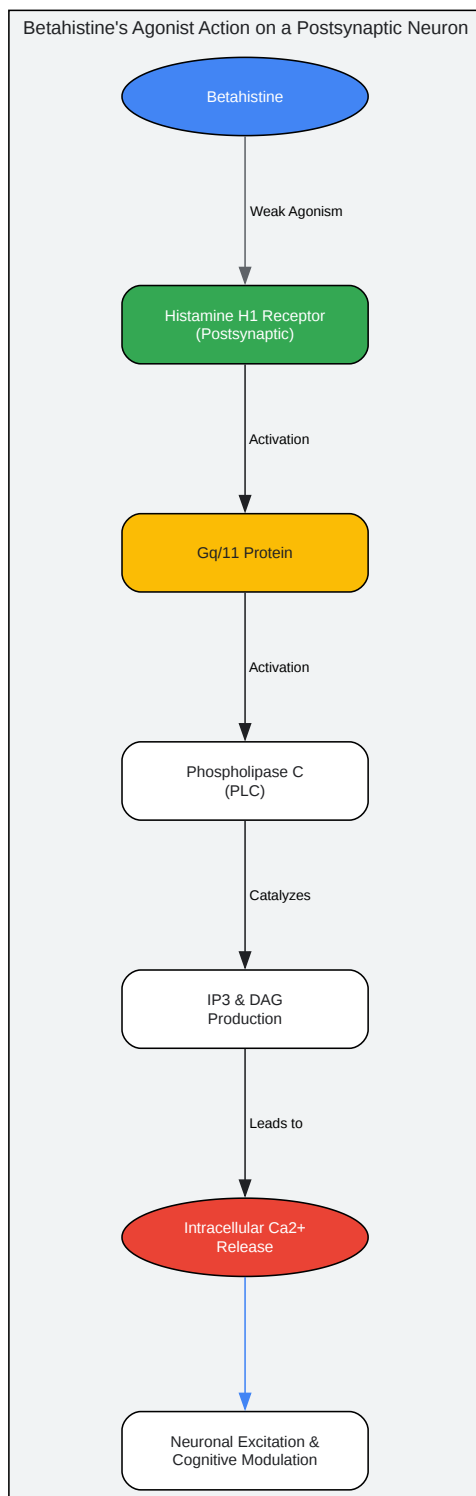 Betahistine's Agonist Action on a Postsynaptic Neuron
Betahistine
Weak Agonism
Histamine H1 Receptor
(Postsynaptic)
Activation
Gq/11 Protein
Activation
Phospholipase C
(PLC)
Catalyzes
IP3 & DAG
Production
Leads to
Intracellular Ca2+
Release
Neuronal Excitation &
Cognitive Modulation